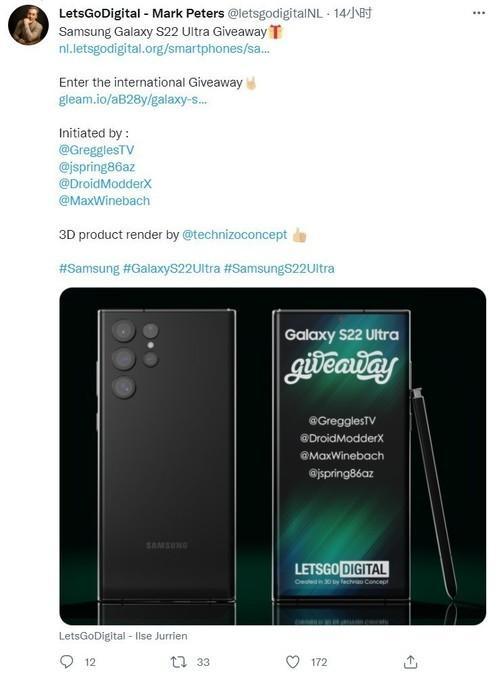 LetsGoDigital - Mark Peters @letsgodigitalNL · 14小时
Samsung Galaxy S22 Ultra Giveaway🎁
nl.letsgodigital.org/smartphones/sa...
Enter the international Giveaway🤘🏻
gleam.io/aB28y/galaxy-s...
Initiated by :
@GregglesTV
@jspring86az
@DroidModderX
@MaxWinebach
3D product render by @technizoconcept 👍🏼
#Samsung #GalaxyS22Ultra #SamsungS22Ultra
SAMSUNG
Galaxy S22 Ultra
giveaway
@GregglesTV
@DroidModderX
@MaxWinebach
@jspring86az
LETSGODIGITAL
Created in 3D by Technizo Concept
LetsGoDigital - Ilse Jurrien
12 33 172